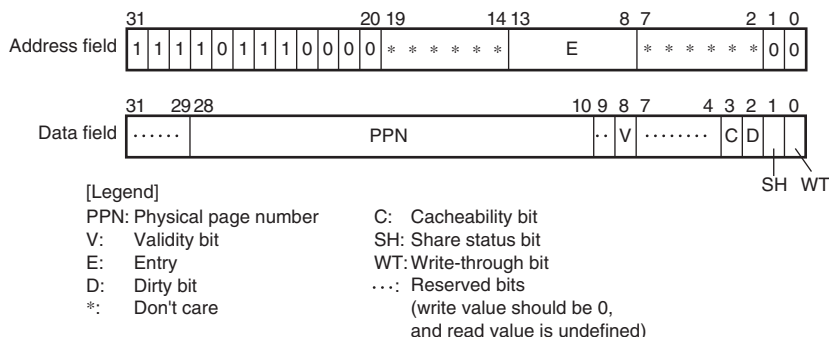 31 20 19 14 13 8 7 2 1 0
Address field 1 1 1 1 0 1 1 1 0 0 0 0 * * * * * * E * * * * * * 0 0
31 29 28 10 9 8 7 4 3 2 1 0
Data field ······ PPN ·· V ········ C D
SH WT
[Legend]
PPN: Physical page number C: Cacheability bit
V: Validity bit SH: Share status bit
E: Entry WT: Write-through bit
D: Dirty bit ···: Reserved bits
*: Don't care (write value should be 0,
and read value is undefined)